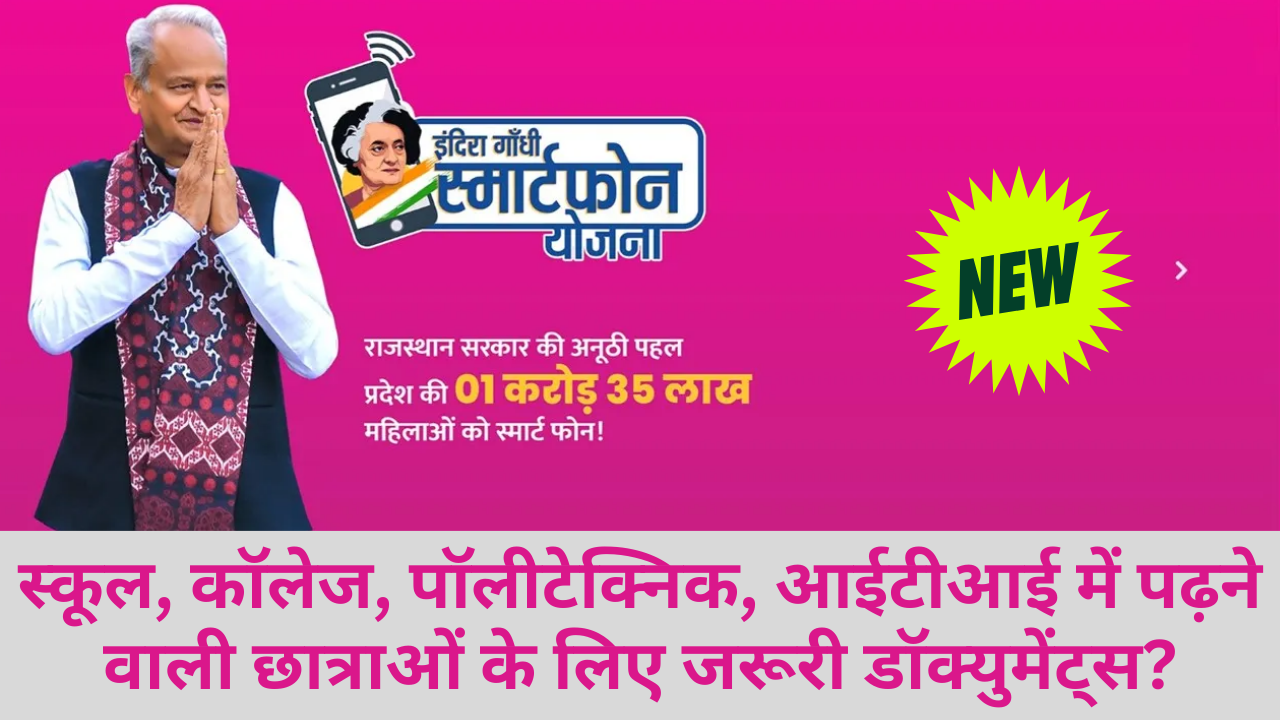 इंदिरा गाँधी
स्मार्टफोन
योजना
NEW
राजस्थान सरकार की अनूठी पहल
प्रदेश की 01 करोड़ 35 लाख
महिलाओं को स्मार्ट फोन!
स्कूल, कॉलेज, पॉलीटेक्निक, आईटीआई में पढ़ने
वाली छात्राओं के लिए जरूरी डॉक्युमेंट्स?